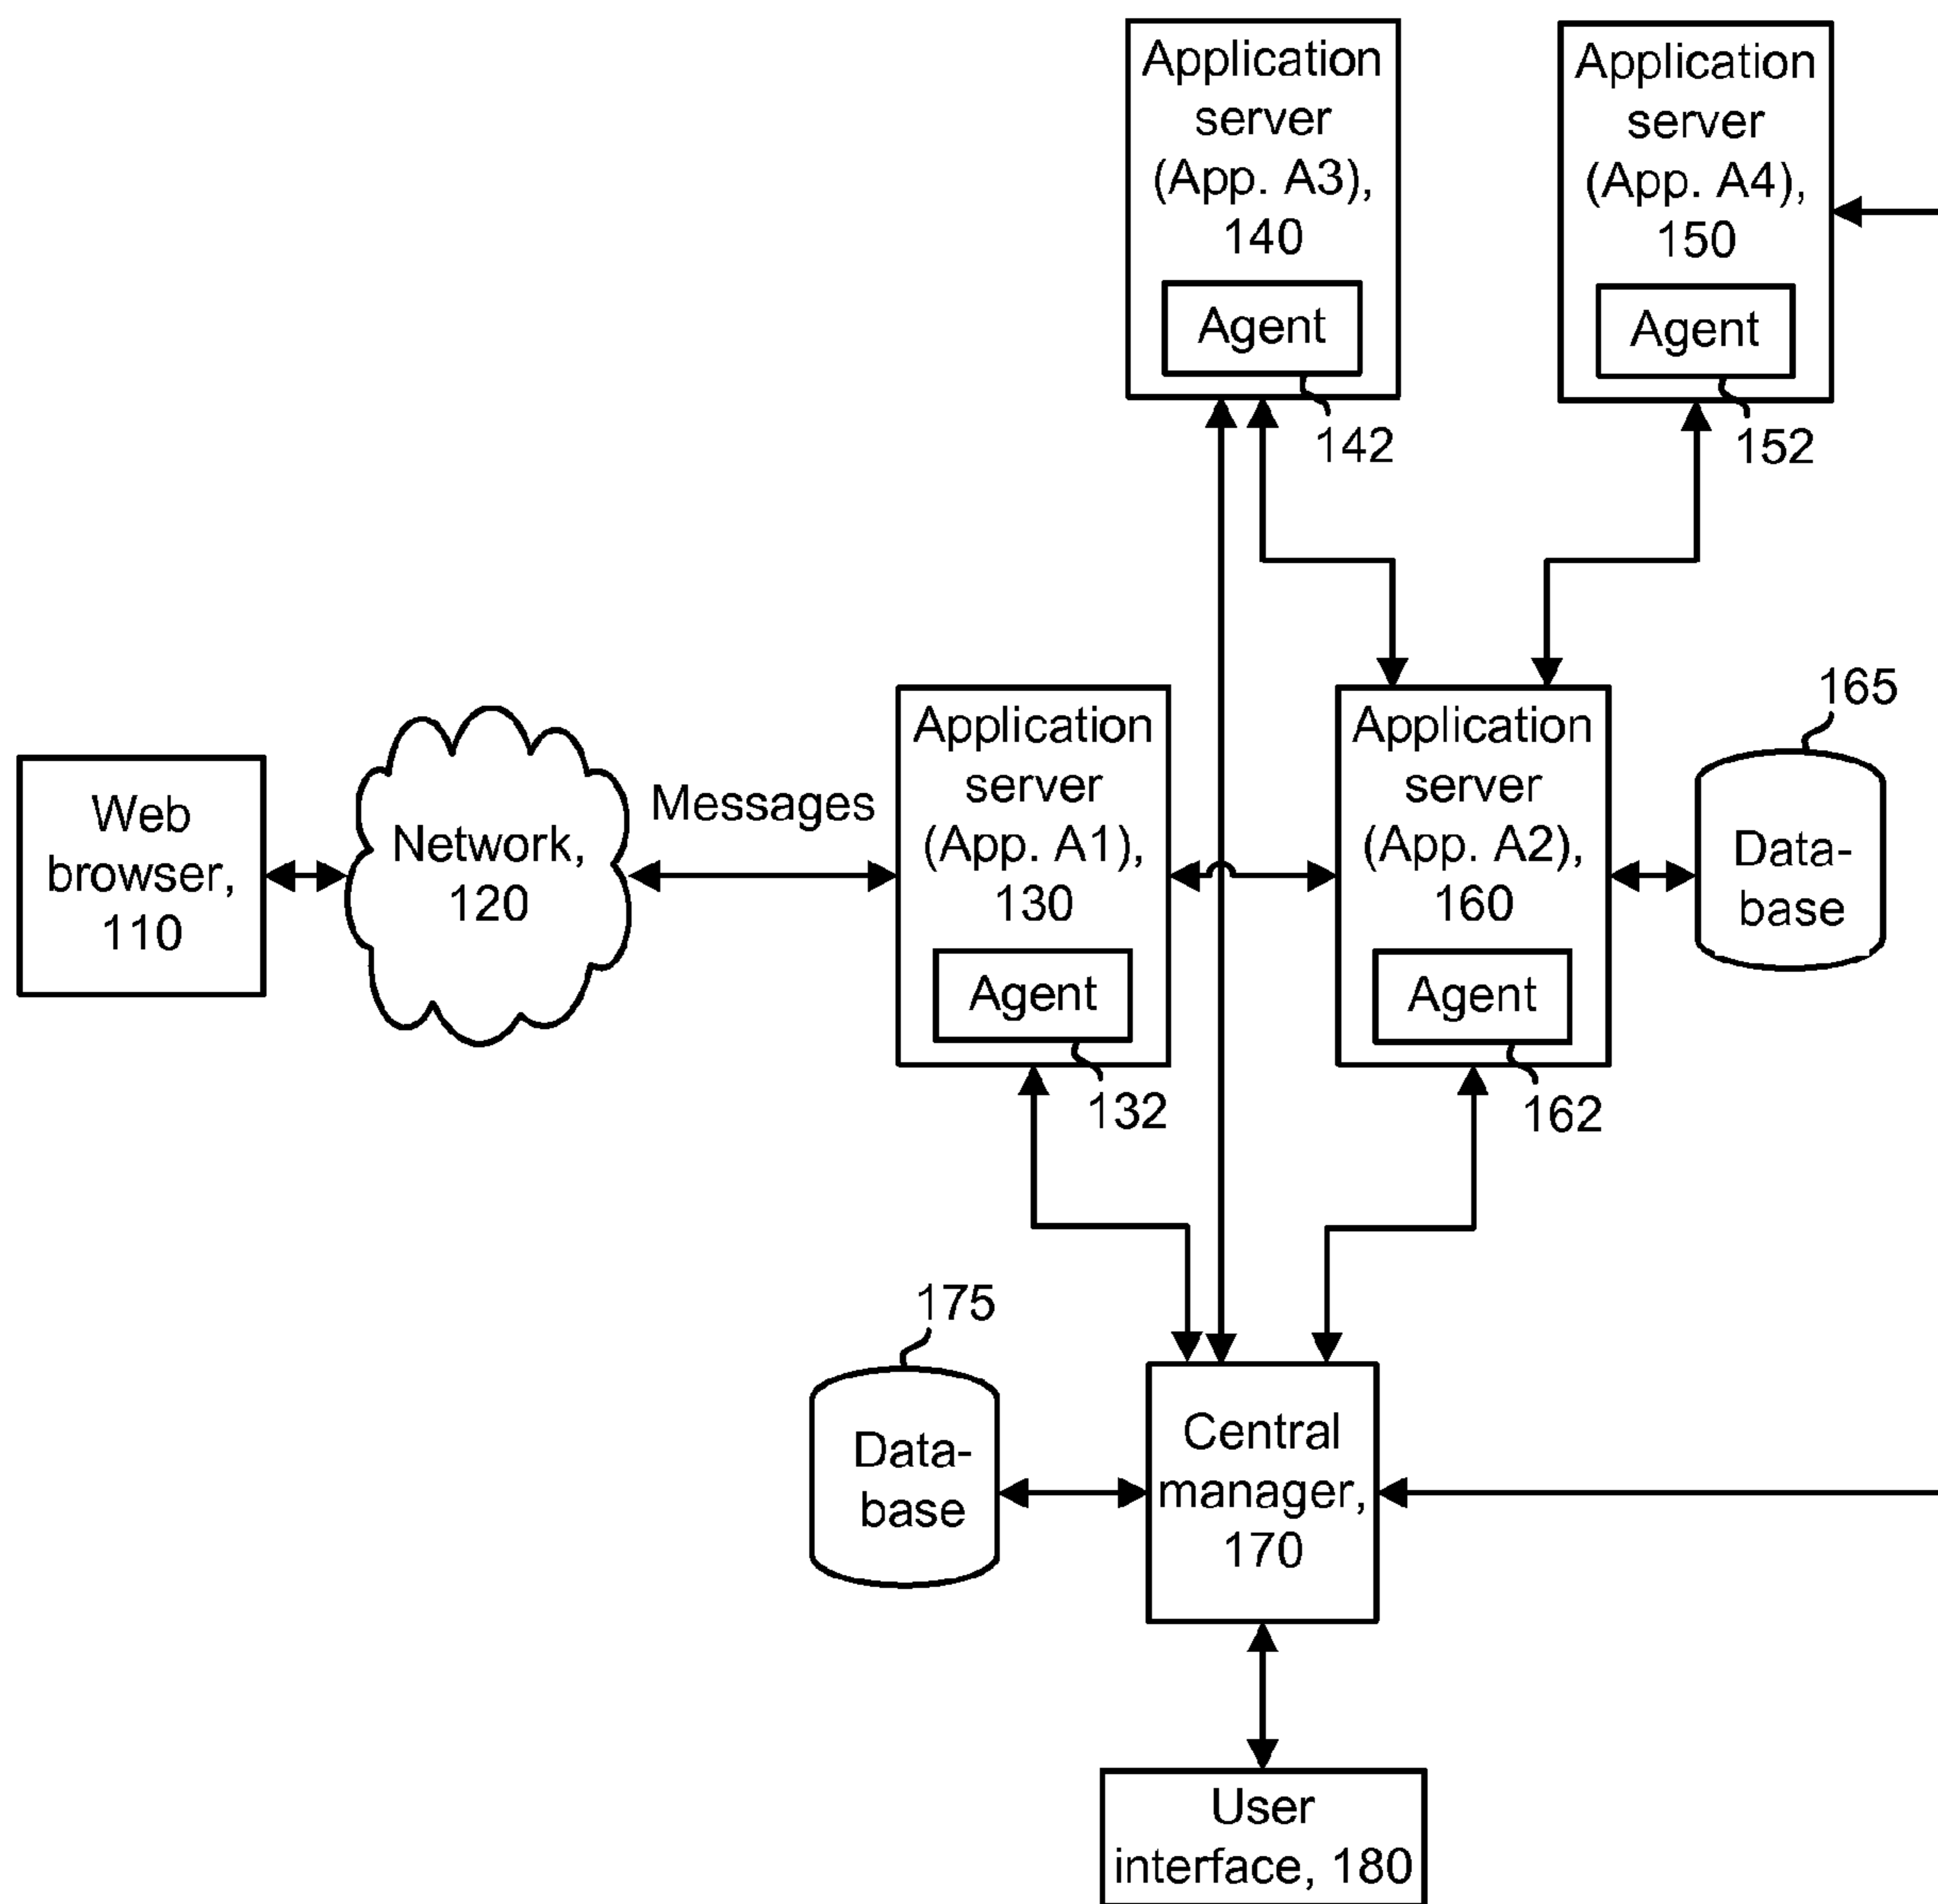 Application
server
(App. A3),
140
Agent
142
Application
server
(App. A4),
150
Agent
152
Web
browser,
110
Network,
120
Messages
Application
server
(App. A1),
130
Agent
132
Application
server
(App. A2),
160
Agent
162
165
Data-
base
175
Data-
base
Central
manager,
170
User
interface, 180